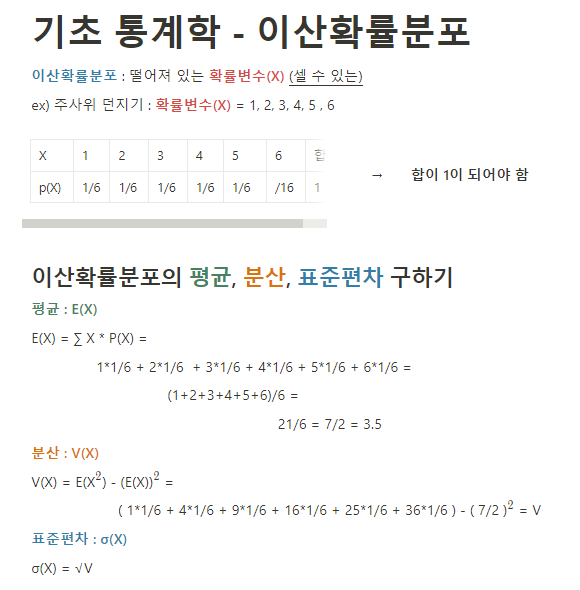 기초 통계학 - 이산확률분포
이산확률분포 : 떨어져 있는 확률변수(X) (셀 수 있는)
ex) 주사위 던지기 : 확률변수(X) = 1, 2, 3, 4, 5 , 6
X 1 2 3 4 5 6 합
p(X) 1/6 1/6 1/6 1/6 1/6 /16 1
→ 합이 1이 되어야 함
이산확률분포의 평균, 분산, 표준편차 구하기
평균 : E(X)
E(X) = ∑ X * P(X) =
1*1/6 + 2*1/6 + 3*1/6 + 4*1/6 + 5*1/6 + 6*1/6 =
(1+2+3+4+5+6)/6 =
21/6 = 7/2 = 3.5
분산 : V(X)
V(X) = E(X²) - (E(X))² =
( 1*1/6 + 4*1/6 + 9*1/6 + 16*1/6 + 25*1/6 + 36*1/6 ) - ( 7/2 )² = V
표준편차 : σ(X)
σ(X) = √V